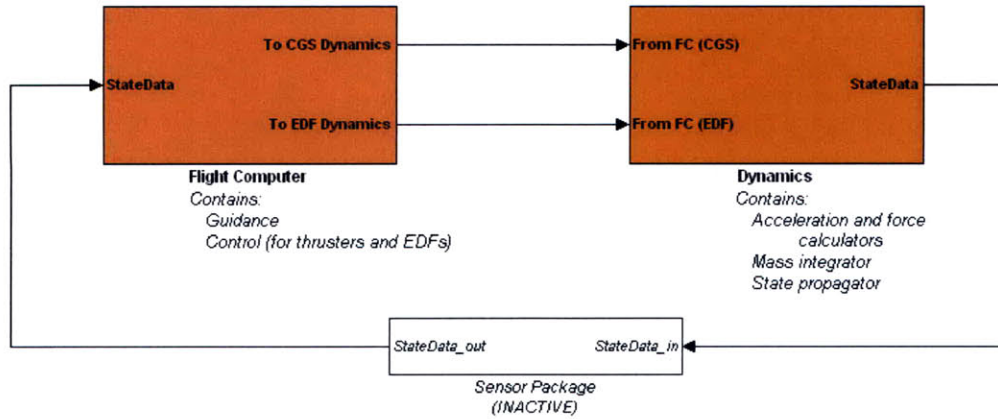 To CGS Dynamics
StateData
To EDF Dynamics
Flight Computer
Contains:
Guidance
Control (for thrusters and EDFs)
From FC (CGS)
StateData
From FC (EDF)
Dynamics
Contains:
Acceleration and force
calculators
Mass integrator
State propagator
StateData_out
StateData_in
Sensor Package
(INACTIVE)